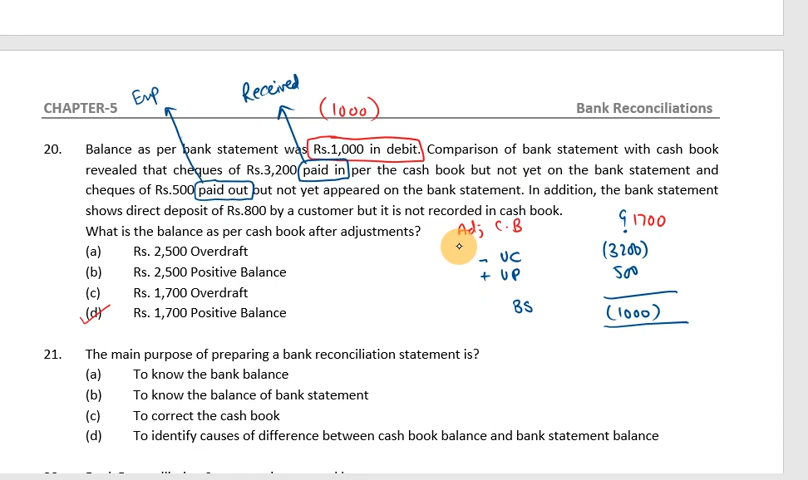 Exp Received
(1000)
CHAPTER-5 Bank Reconciliations
20. Balance as per bank statement was Rs.1,000 in debit. Comparison of bank statement with cash book
revealed that cheques of Rs.3,200 paid in per the cash book but not yet on the bank statement and
cheques of Rs.500 paid out but not yet appeared on the bank statement. In addition, the bank statement
shows direct deposit of Rs.800 by a customer but it is not recorded in cash book.
What is the balance as per cash book after adjustments? Adj C.B ? 1700
(a) Rs. 2,500 Overdraft - UC (3200)
(b) Rs. 2,500 Positive Balance + UP 500
(c) Rs. 1,700 Overdraft
(d) Rs. 1,700 Positive Balance BS (1000)
21. The main purpose of preparing a bank reconciliation statement is?
(a) To know the bank balance
(b) To know the balance of bank statement
(c) To correct the cash book
(d) To identify causes of difference between cash book balance and bank statement balance